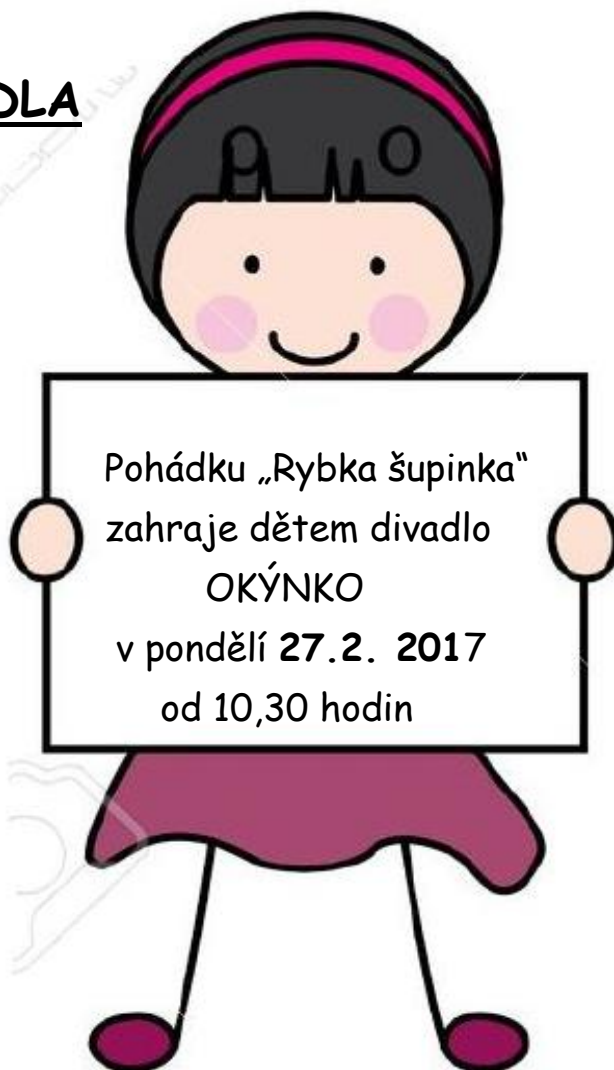 DLA
Pohádku „Rybka šupinka“
zahraje dětem divadlo
OKÝNKO
v pondělí 27.2. 2017
od 10,30 hodin